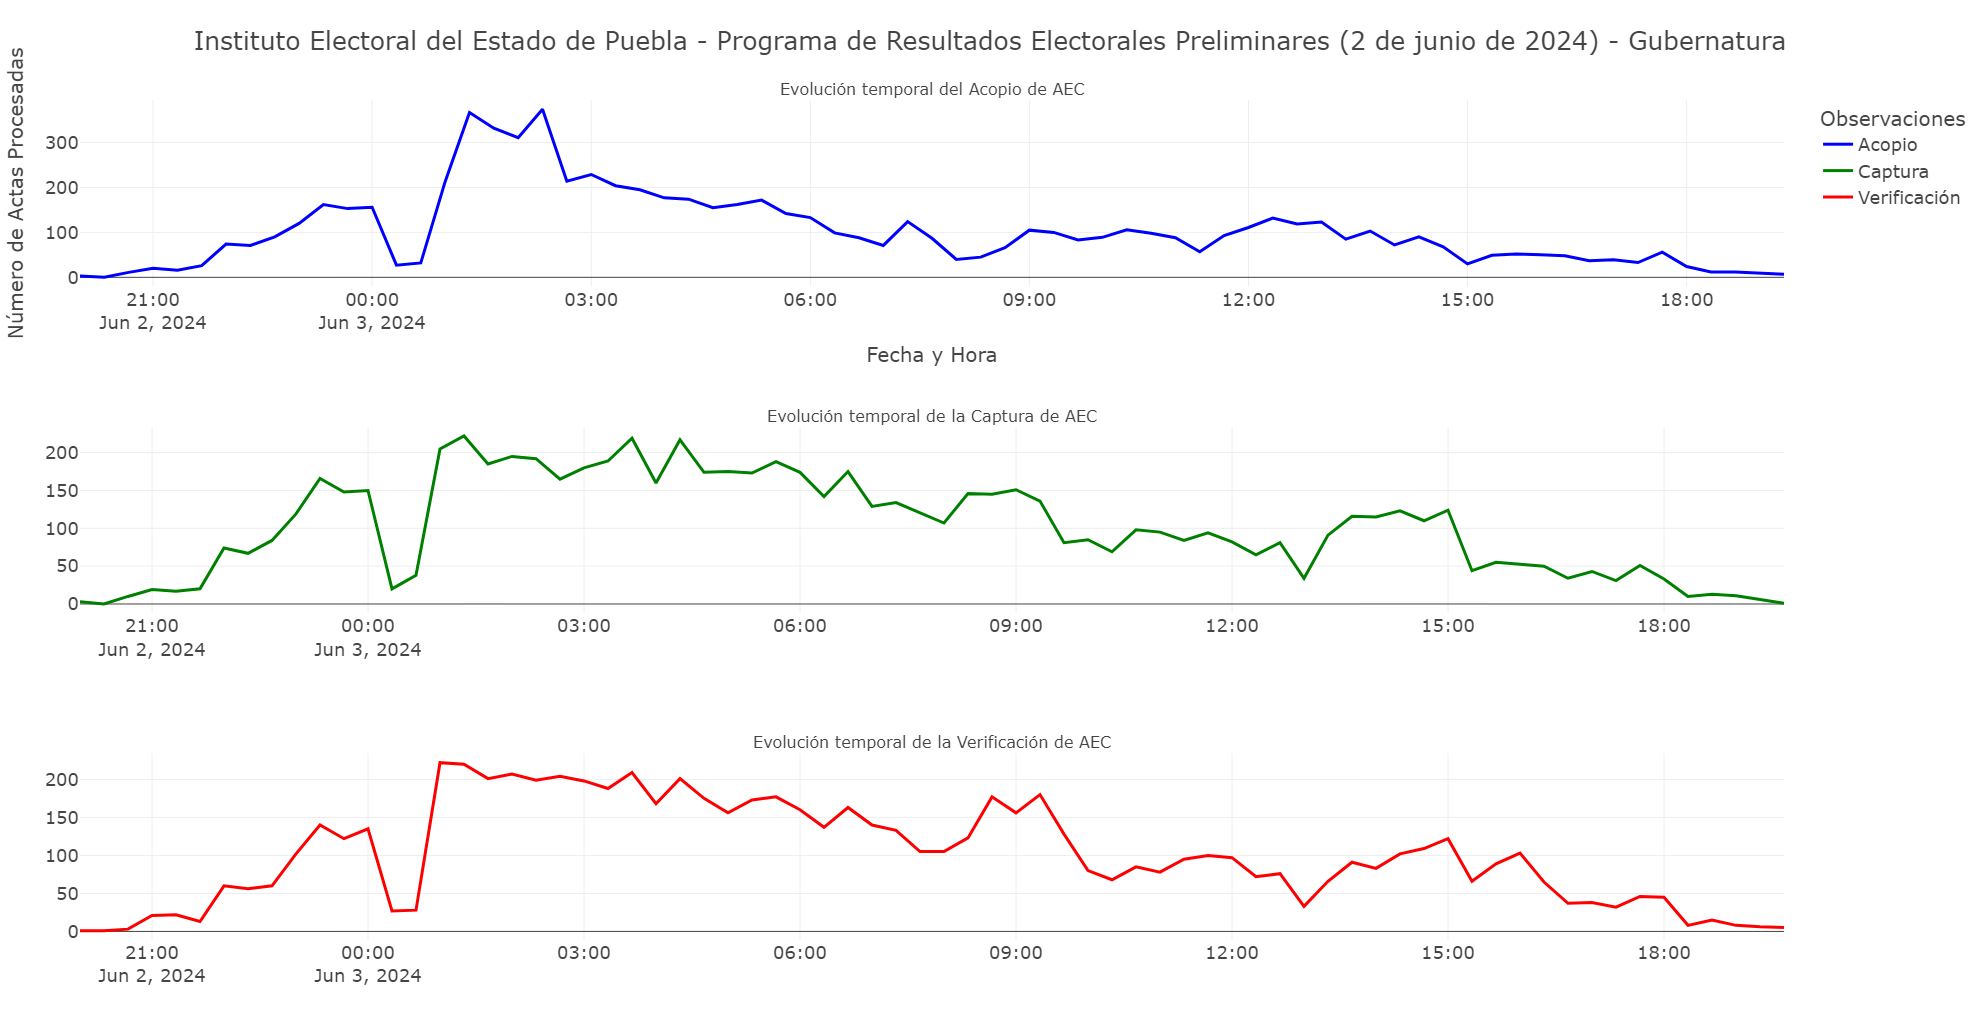 Instituto Electoral del Estado de Puebla - Programa de Resultados Electorales Preliminares (2 de junio de 2024) - Gubernatura
Número de Actas Procesadas
Evolución temporal del Acopio de AEC
300
200
100
0
21:00 00:00 03:00 06:00 09:00 12:00 15:00 18:00
Jun 2, 2024 Jun 3, 2024
Fecha y Hora
Observaciones
Acopio
Captura
Verificación
Evolución temporal de la Captura de AEC
200
150
100
50
0
21:00 00:00 03:00 06:00 09:00 12:00 15:00 18:00
Jun 2, 2024 Jun 3, 2024
Evolución temporal de la Verificación de AEC
200
150
100
50
0
21:00 00:00 03:00 06:00 09:00 12:00 15:00 18:00
Jun 2, 2024 Jun 3, 2024